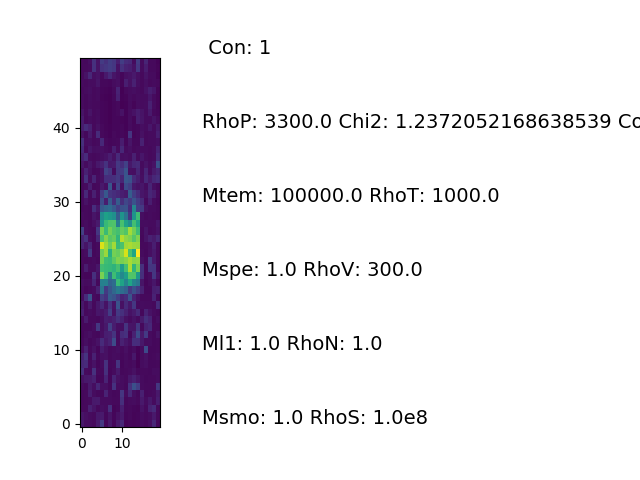 Con: 1
RhoP: 3300.0 Chi2: 1.2372052168638539 Co
Mtem: 100000.0 RhoT: 1000.0
Mspe: 1.0 RhoV: 300.0
Ml1: 1.0 RhoN: 1.0
Msmo: 1.0 RhoS: 1.0e8
40
30
20
10
0
0 10